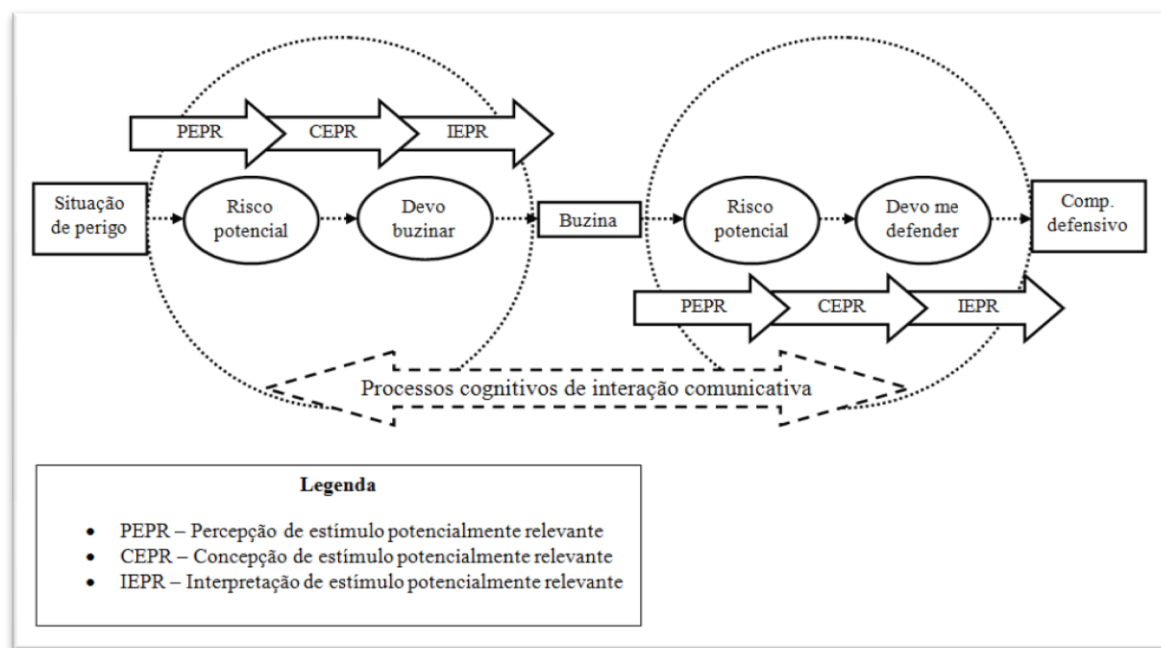 PEPR
CEPR
IEPR
Situação
de perigo
Risco
potencial
Devo
buzinar
Buzina
Risco
potencial
Devo me
defender
Comp.
defensivo
PEPR
CEPR
IEPR
Processos cognitivos de interação comunicativa
Legenda
• PEPR – Percepção de estímulo potencialmente relevante
• CEPR – Concepção de estímulo potencialmente relevante
• IEPR – Interpretação de estímulo potencialmente relevante